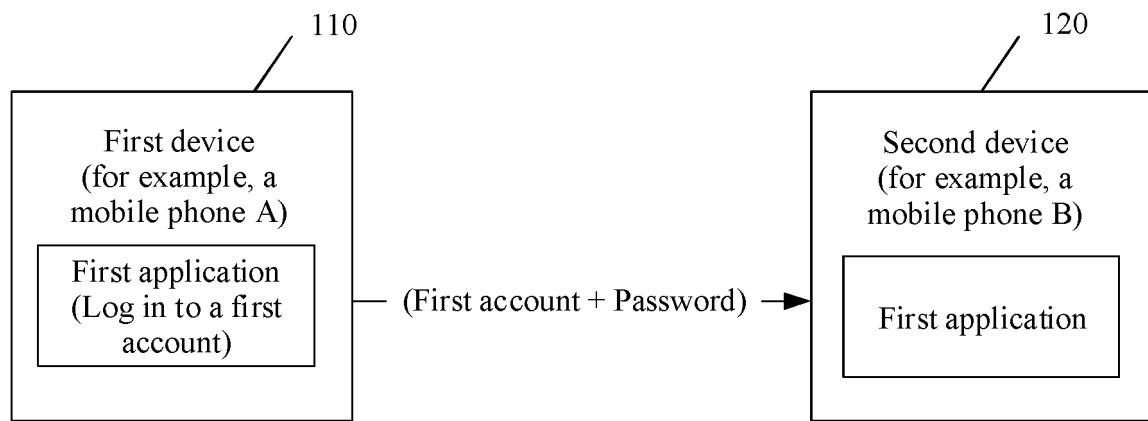 110
120
First device
(for example, a
mobile phone A)
First application
(Log in to a first
account)
(First account + Password)
Second device
(for example, a
mobile phone B)
First application